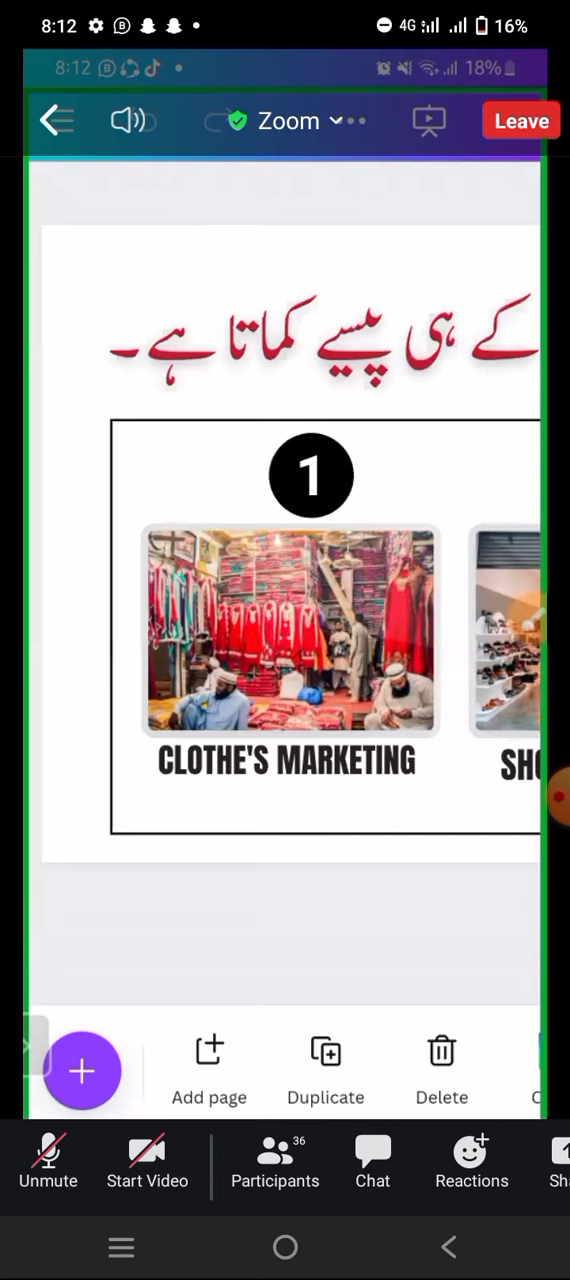 8:12 4G 16%
8:12 18%
Zoom Leave
کے ہی پیسے کماتا ہے۔
1
CLOTHE'S MARKETING
Add page Duplicate Delete
Unmute Start Video Participants 36 Chat Reactions